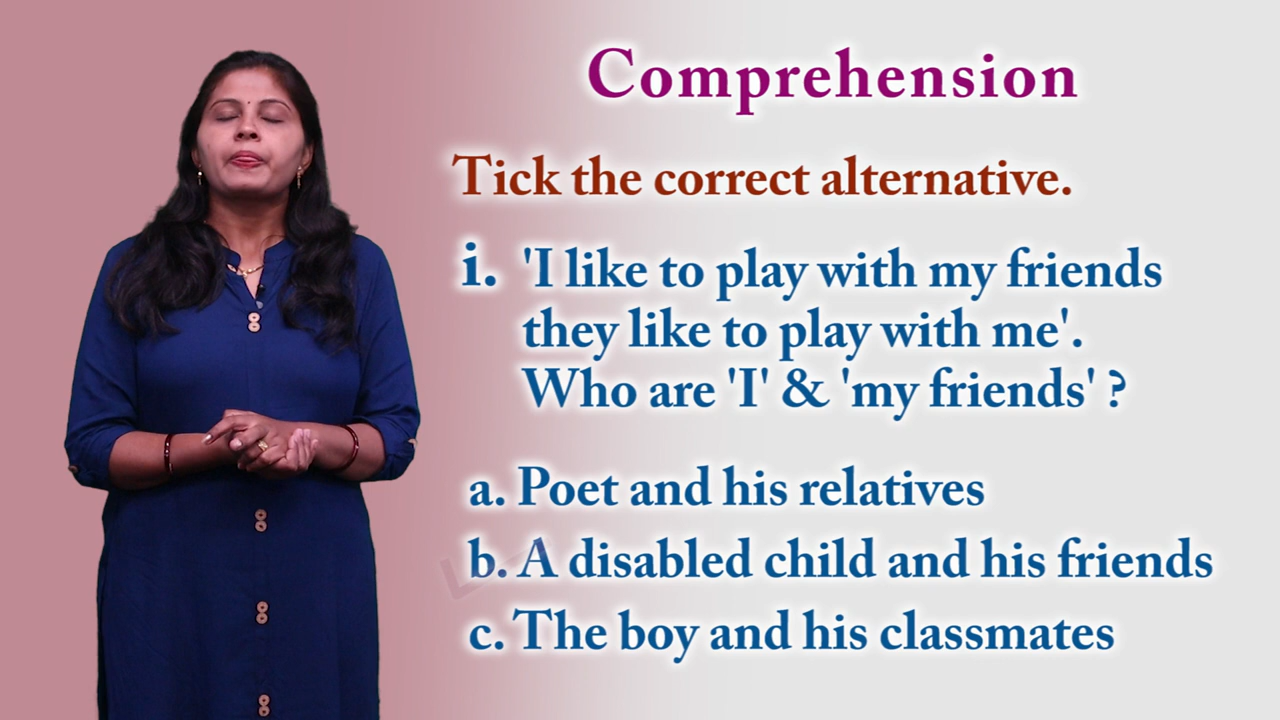 Comprehension
Tick the correct alternative.
i. 'I like to play with my friends
they like to play with me'.
Who are 'I' & 'my friends' ?
a. Poet and his relatives
b. A disabled child and his friends
c. The boy and his classmates